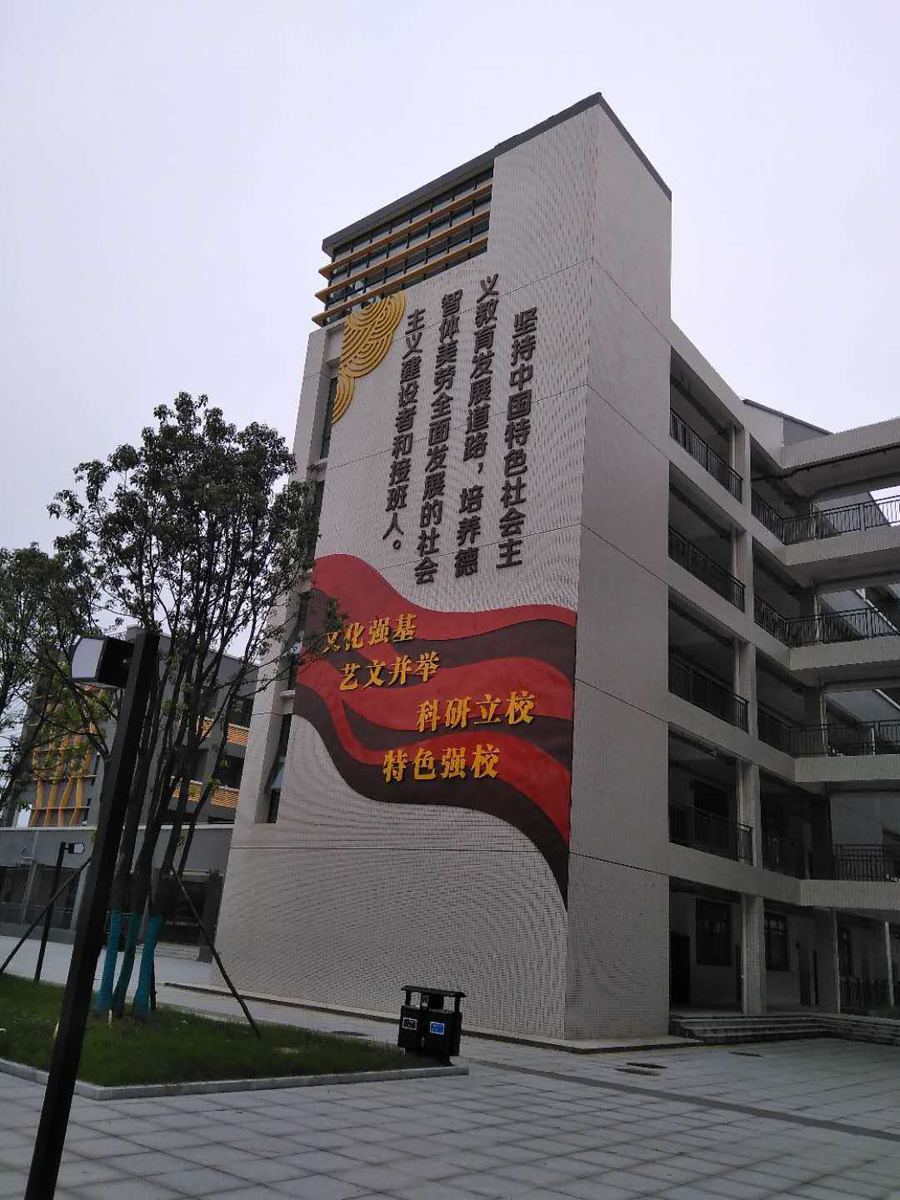 坚持中国特色社会主
义教育发展道路，培养德
智体美劳全面发展的社会
主义建设者和接班人。
文化强基
艺文并举
科研立校
特色强校